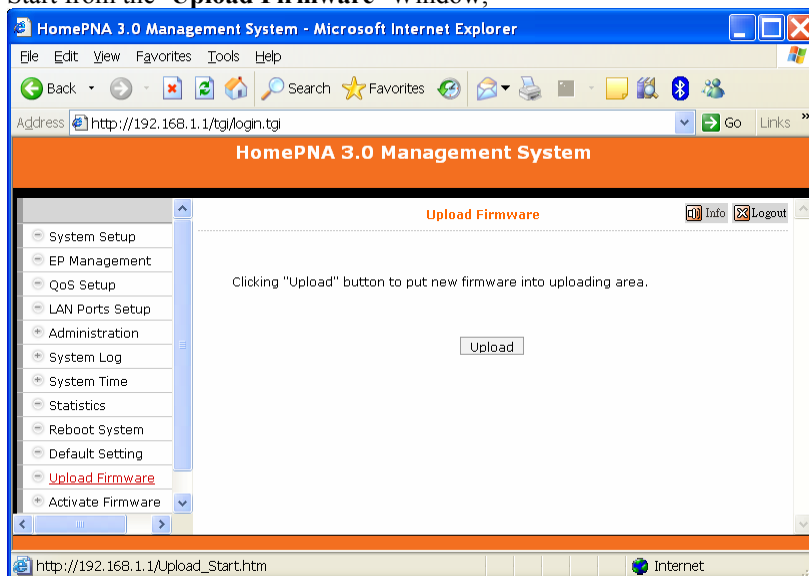 Start from the "Upload Firmware" Window,
HomePNA 3.0 Management System - Microsoft Internet Explorer
File Edit View Favorites Tools Help
Back Search Favorites
Address http://192.168.1.1/tgi/login.tgi Go Links »
HomePNA 3.0 Management System
Upload Firmware Info Logout
System Setup
EP Management
QoS Setup
LAN Ports Setup
Administration
System Log
System Time
Statistics
Reboot System
Default Setting
Upload Firmware
Activate Firmware
Clicking "Upload" button to put new firmware into uploading area.
Upload
http://192.168.1.1/Upload_Start.htm Internet